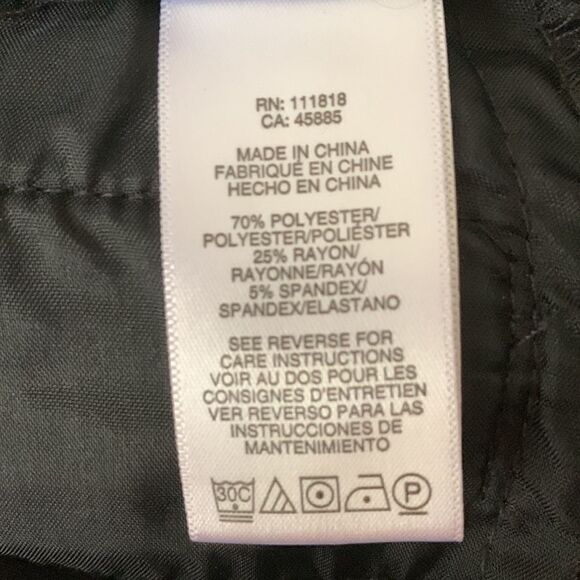 RN: 111818
CA: 45885
MADE IN CHINA
FABRIQUÉ EN CHINE
HECHO EN CHINA
70% POLYESTER/
POLYESTER/POLIÉSTER
25% RAYON/
RAYONNE/RAYÓN
5% SPANDEX/
SPANDEX/ELASTANO
SEE REVERSE FOR
CARE INSTRUCTIONS
VOIR AU DOS POUR LES
CONSIGNES D'ENTRETIEN
VER REVERSO PARA LAS
INSTRUCCIONES DE
MANTENIMIENTO
30C P